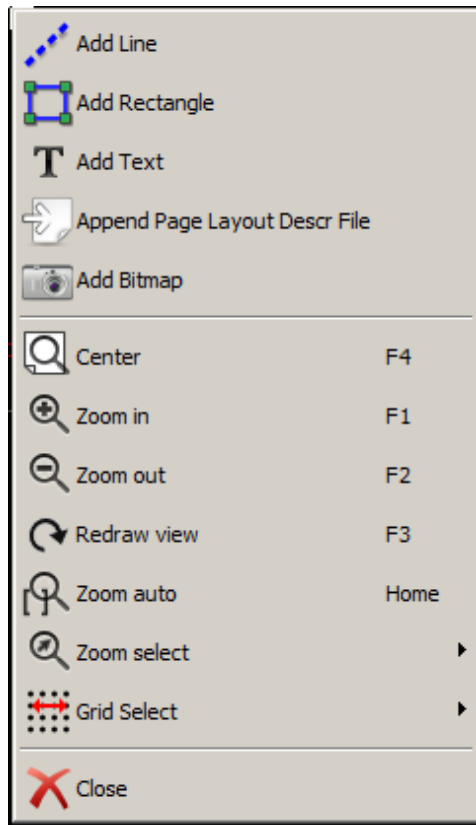 Add Line
Add Rectangle
Add Text
Append Page Layout Descr File
Add Bitmap
Center F4
Zoom in F1
Zoom out F2
Redraw view F3
Zoom auto Home
Zoom select
Grid Select
Close